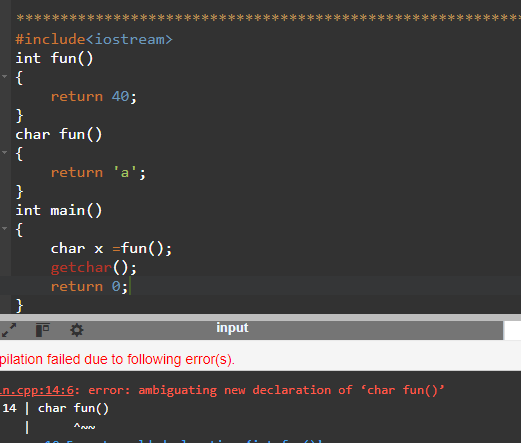 ******************************************************************
#include<iostream>
int fun()
{
    return 40;
}
char fun()
{
    return 'a';
}
int main()
{
    char x =fun();
    getchar();
    return 0;
}
input
pilation failed due to following error(s).
in.cpp:14:6: error: ambiguating new declaration of ‘char fun()’
14 | char fun()
   |      ^~~